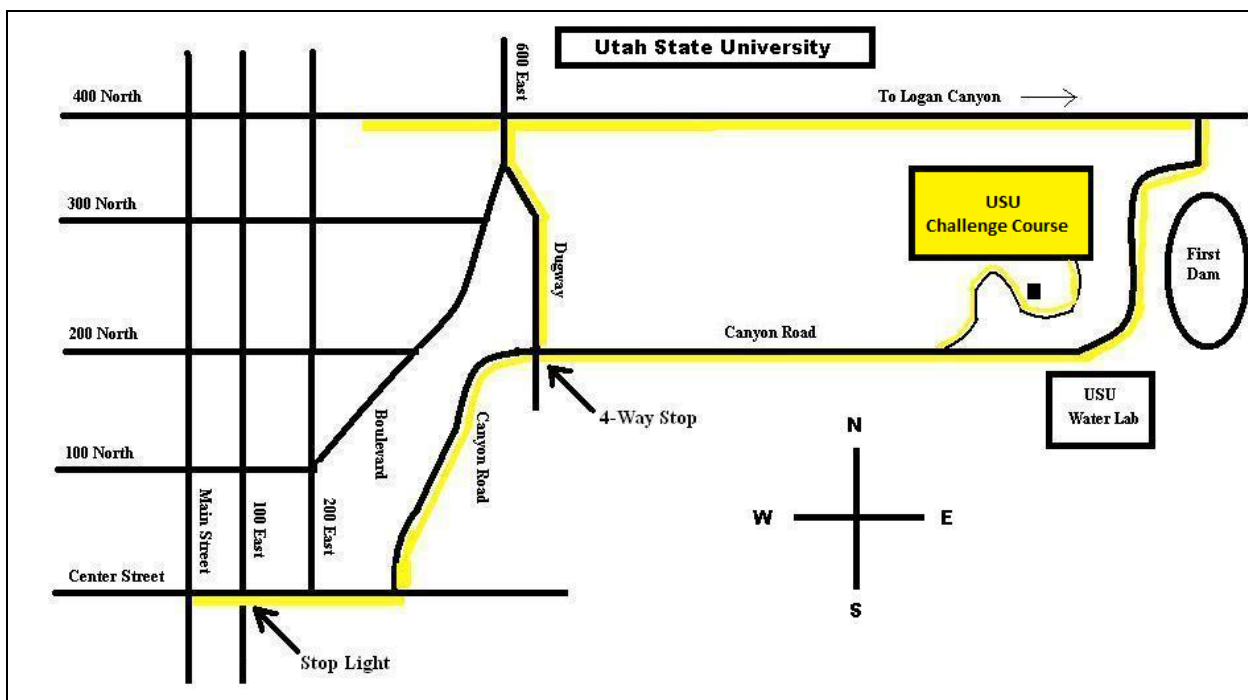 Utah State University
600 East
400 North
To Logan Canyon
USU
Challenge Course
300 North
Dugway
First
Dam
200 North
Canyon Road
USU
Water Lab
4-Way Stop
Boulevard
Canyon Road
100 North
Main Street
100 East
200 East
N
W
E
S
Center Street
Stop Light